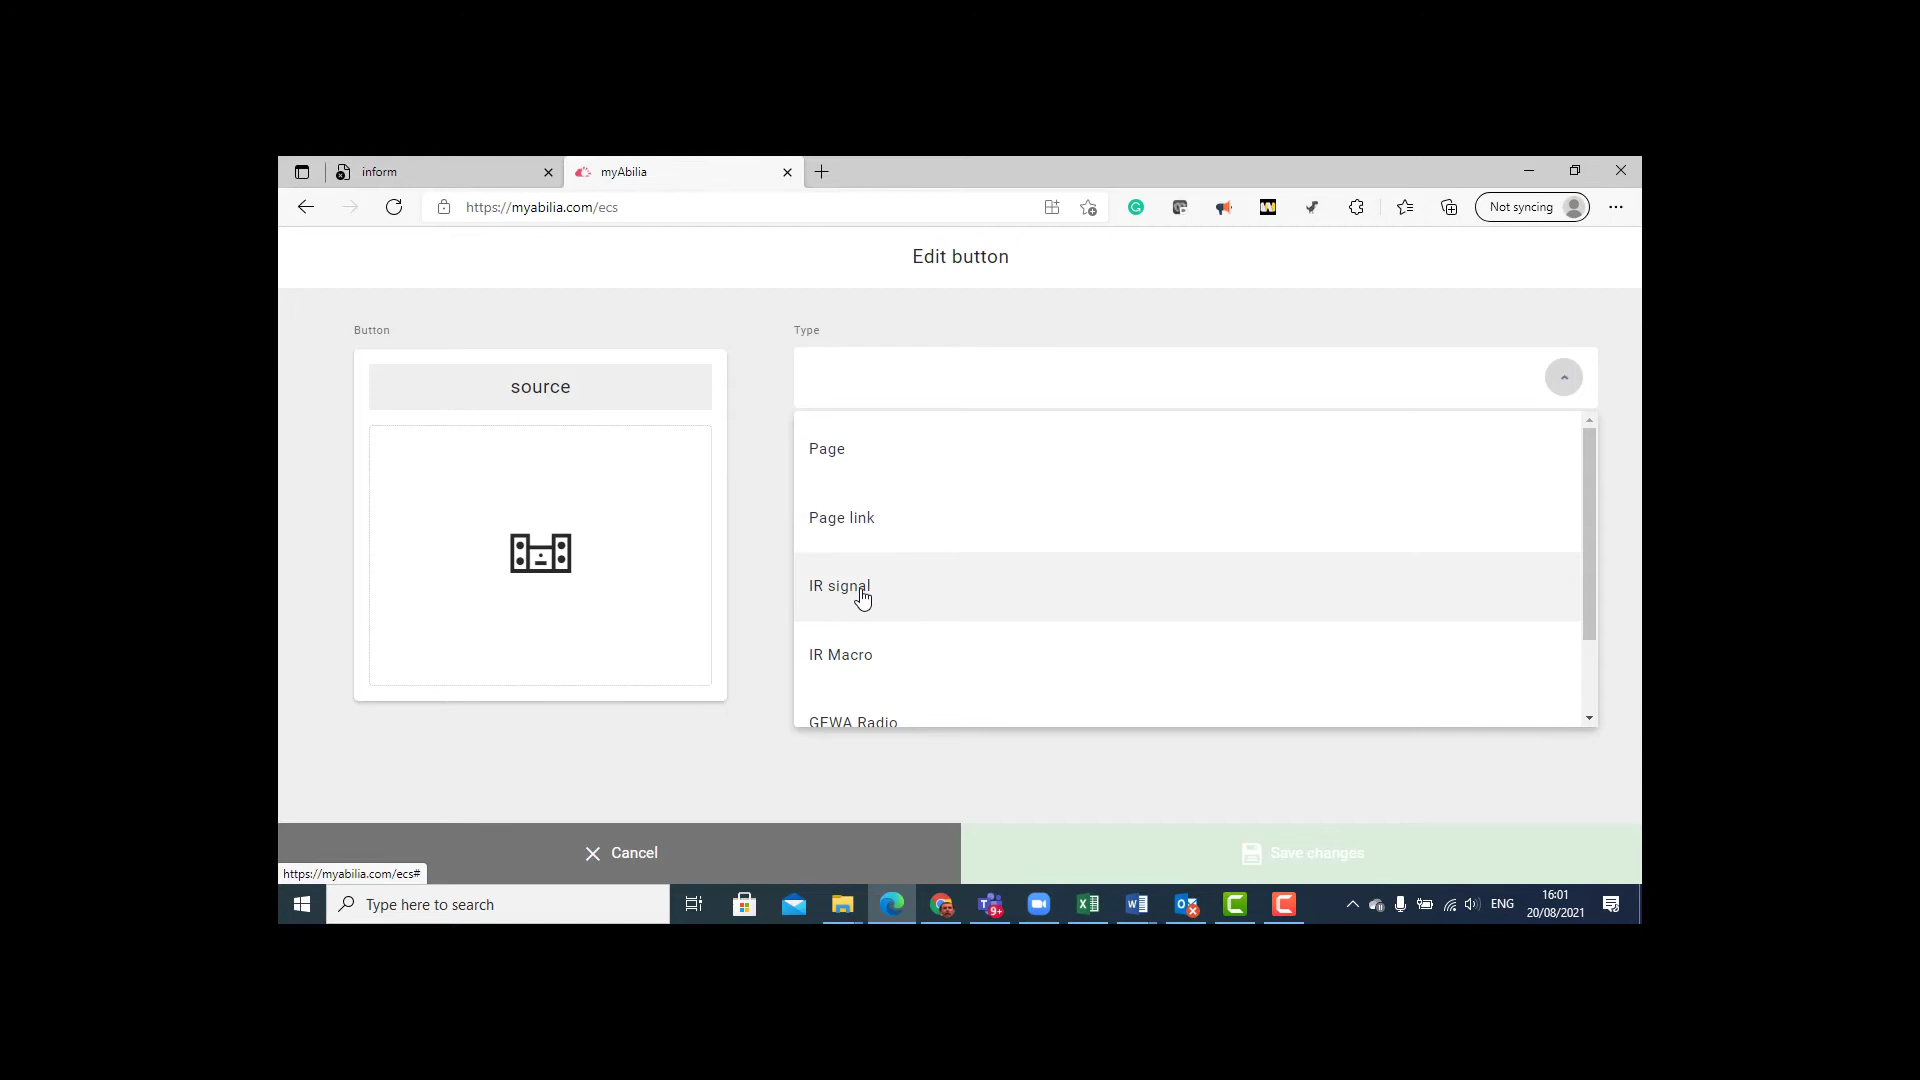 inform
myAbilia
https://myabilia.com/ecs
Not syncing
Edit button
Button
Type
source
Page
Page link
IR signal
IR Macro
GEWA Radio
Cancel
Save changes
https://myabilia.com/ecs#
Type here to search
9+
ENG
16:01
20/08/2021